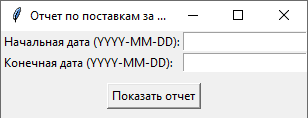 Отчет по поставкам за ...
Начальная дата (YYYY-MM-DD):
Конечная дата (YYYY-MM-DD):
Показать отчет